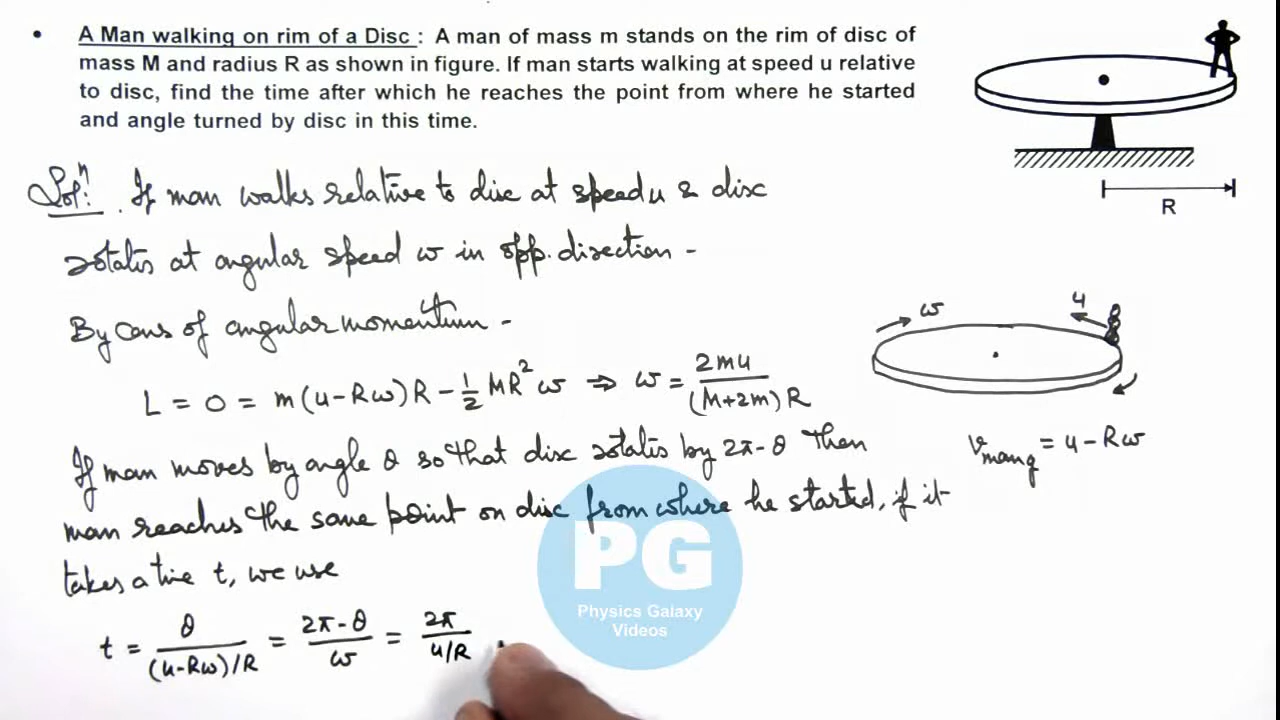 • A Man walking on rim of a Disc : A man of mass m stands on the rim of disc of
mass M and radius R as shown in figure. If man starts walking at speed u relative
to disc, find the time after which he reaches the point from where he started
and angle turned by disc in this time.
R
Solⁿ: . If man walks relative to disc at speed u & disc
rotates at angular speed ω in opp. direction -
By Cons of angular momentum -
L = 0 = m(u-Rω)R - 1/2 MR² ω ⇒ ω = 2mu/(M+2m)R
ω
u
v_mang = u - Rω
If man moves by angle θ so that disc rotates by 2π-θ then
man reaches the same point on disc from where he started, if it
takes a time t, we use
t = θ/((u-Rω)/R) = (2π-θ)/ω = 2π/(u/R)
PG
Physics Galaxy
Videos